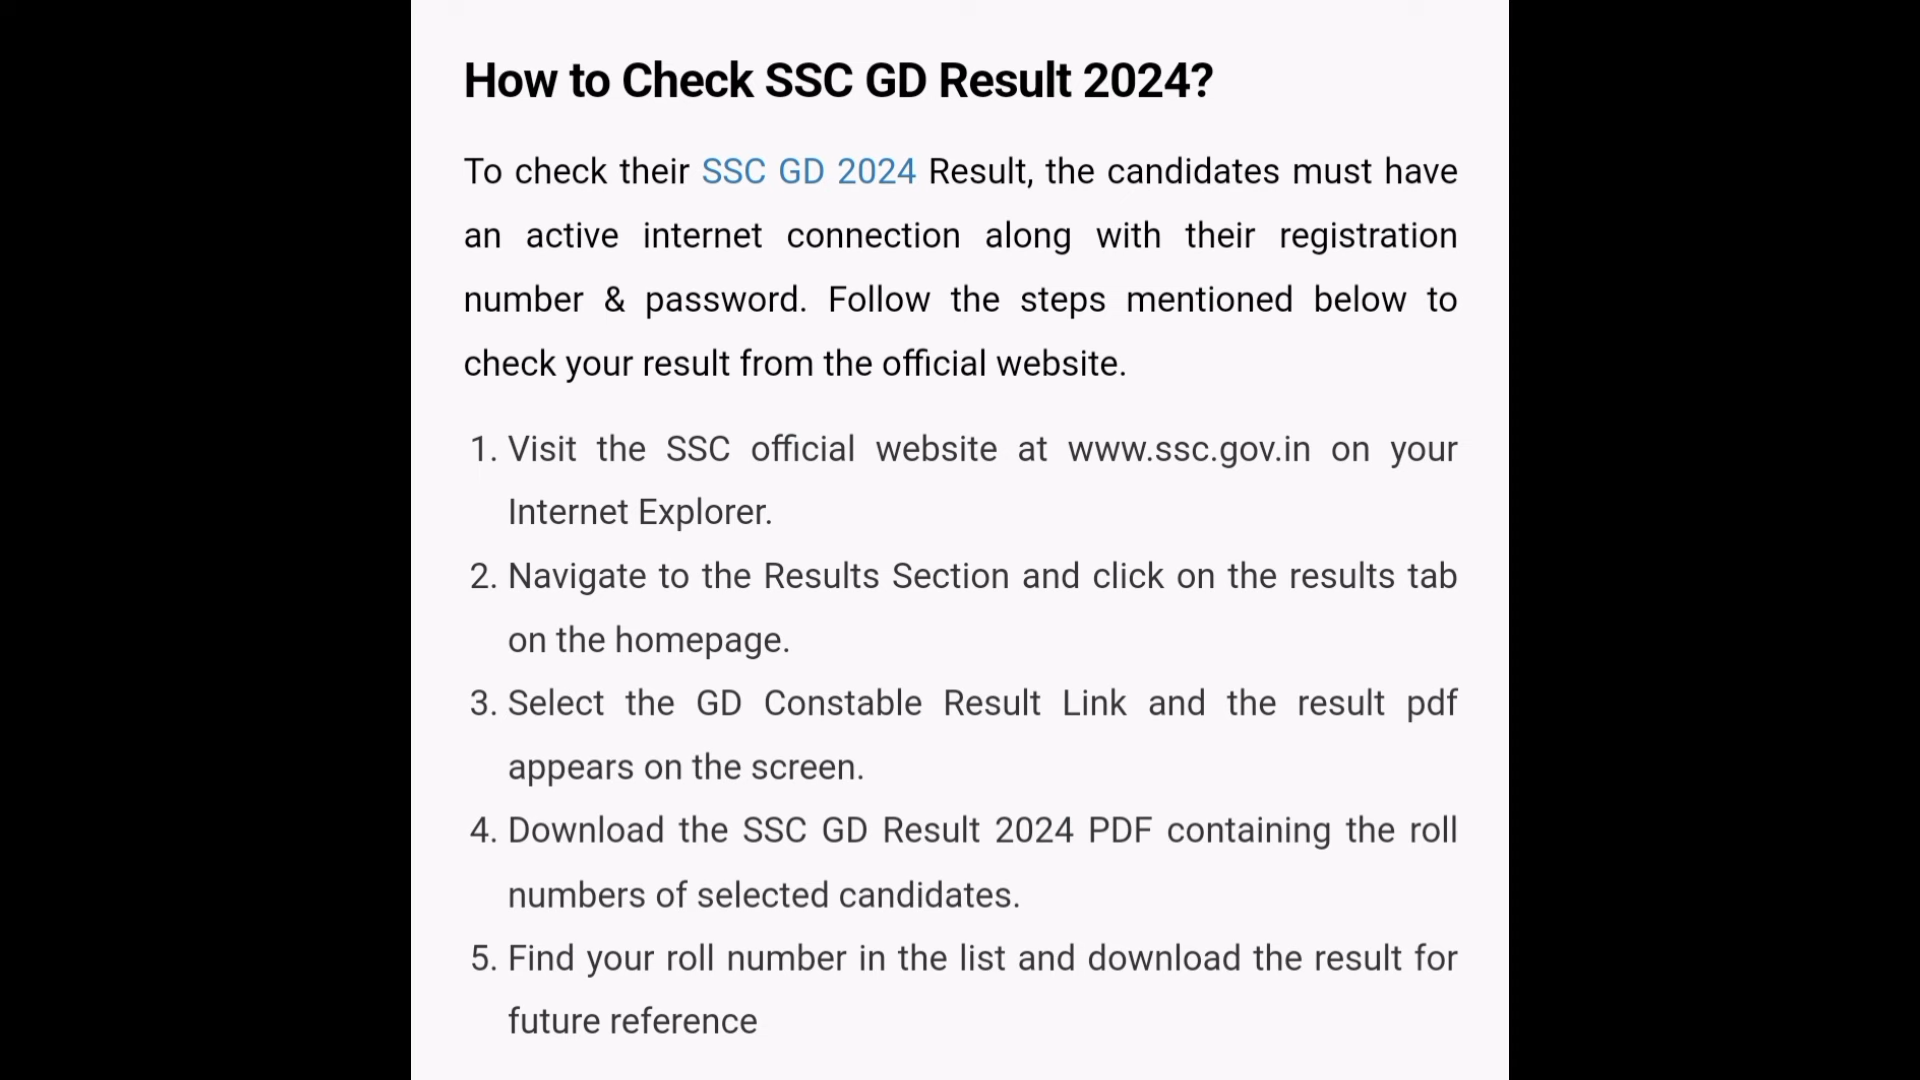 How to Check SSC GD Result 2024?
To check their SSC GD 2024 Result, the candidates must have
an active internet connection along with their registration
number & password. Follow the steps mentioned below to
check your result from the official website.
1. Visit the SSC official website at www.ssc.gov.in on your
Internet Explorer.
2. Navigate to the Results Section and click on the results tab
on the homepage.
3. Select the GD Constable Result Link and the result pdf
appears on the screen.
4. Download the SSC GD Result 2024 PDF containing the roll
numbers of selected candidates.
5. Find your roll number in the list and download the result for
future reference